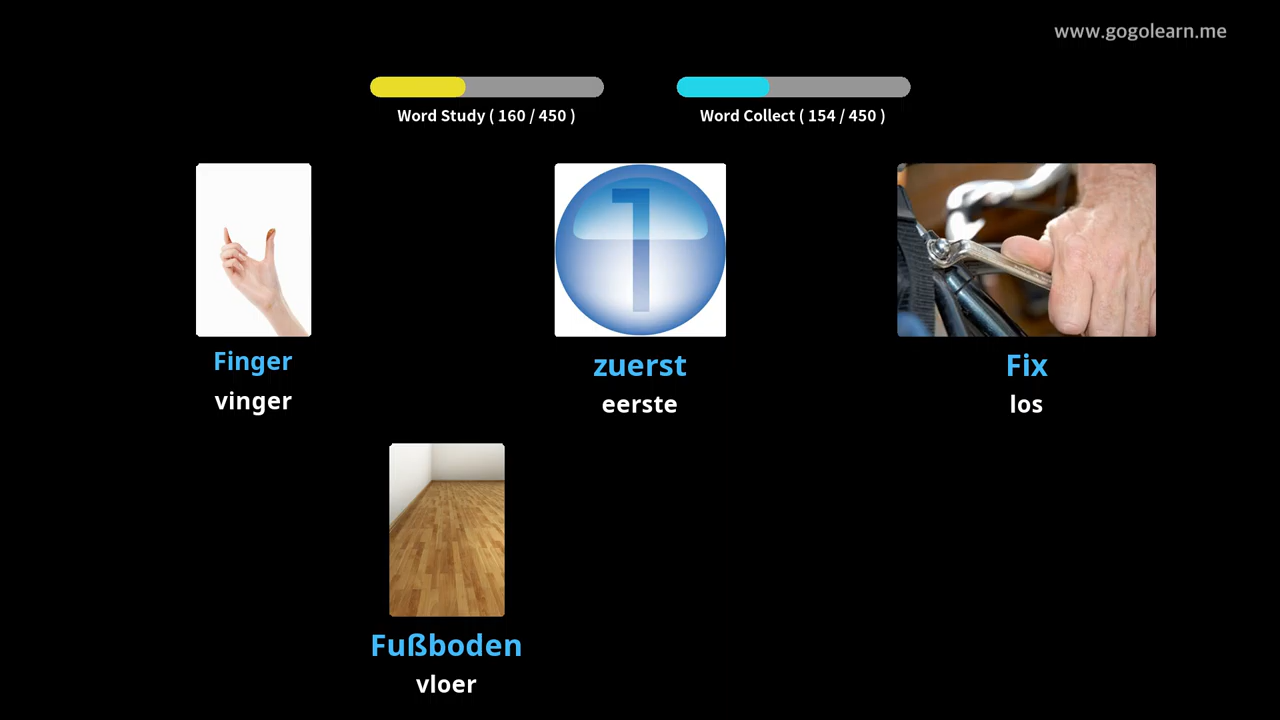 www.gogolearn.me
Word Study ( 160 / 450 )
Word Collect ( 154 / 450 )
1
Finger
vinger
zuerst
eerste
Fix
los
Fußboden
vloer